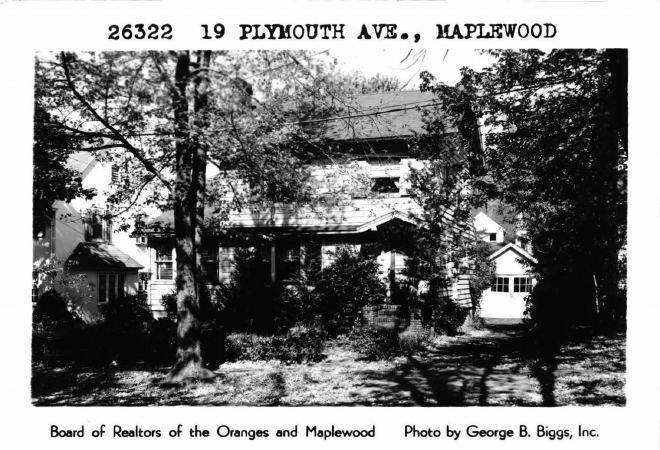 26322 19 PLYMOUTH AVE., MAPLEWOOD
Board of Realtors of the Oranges and Maplewood Photo by George B. Biggs, Inc.